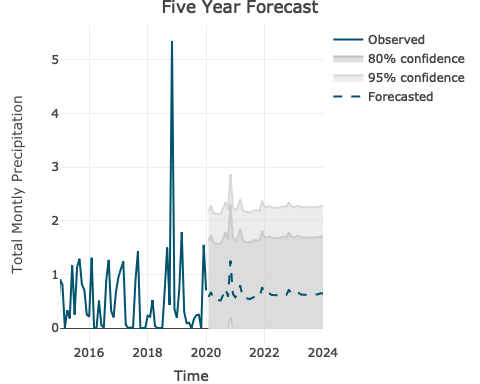 Five Year Forecast
Observed
80% confidence
95% confidence
Forecasted
Total Montly Precipitation
5
4
3
2
1
0
2016 2018 2020 2022 2024
Time